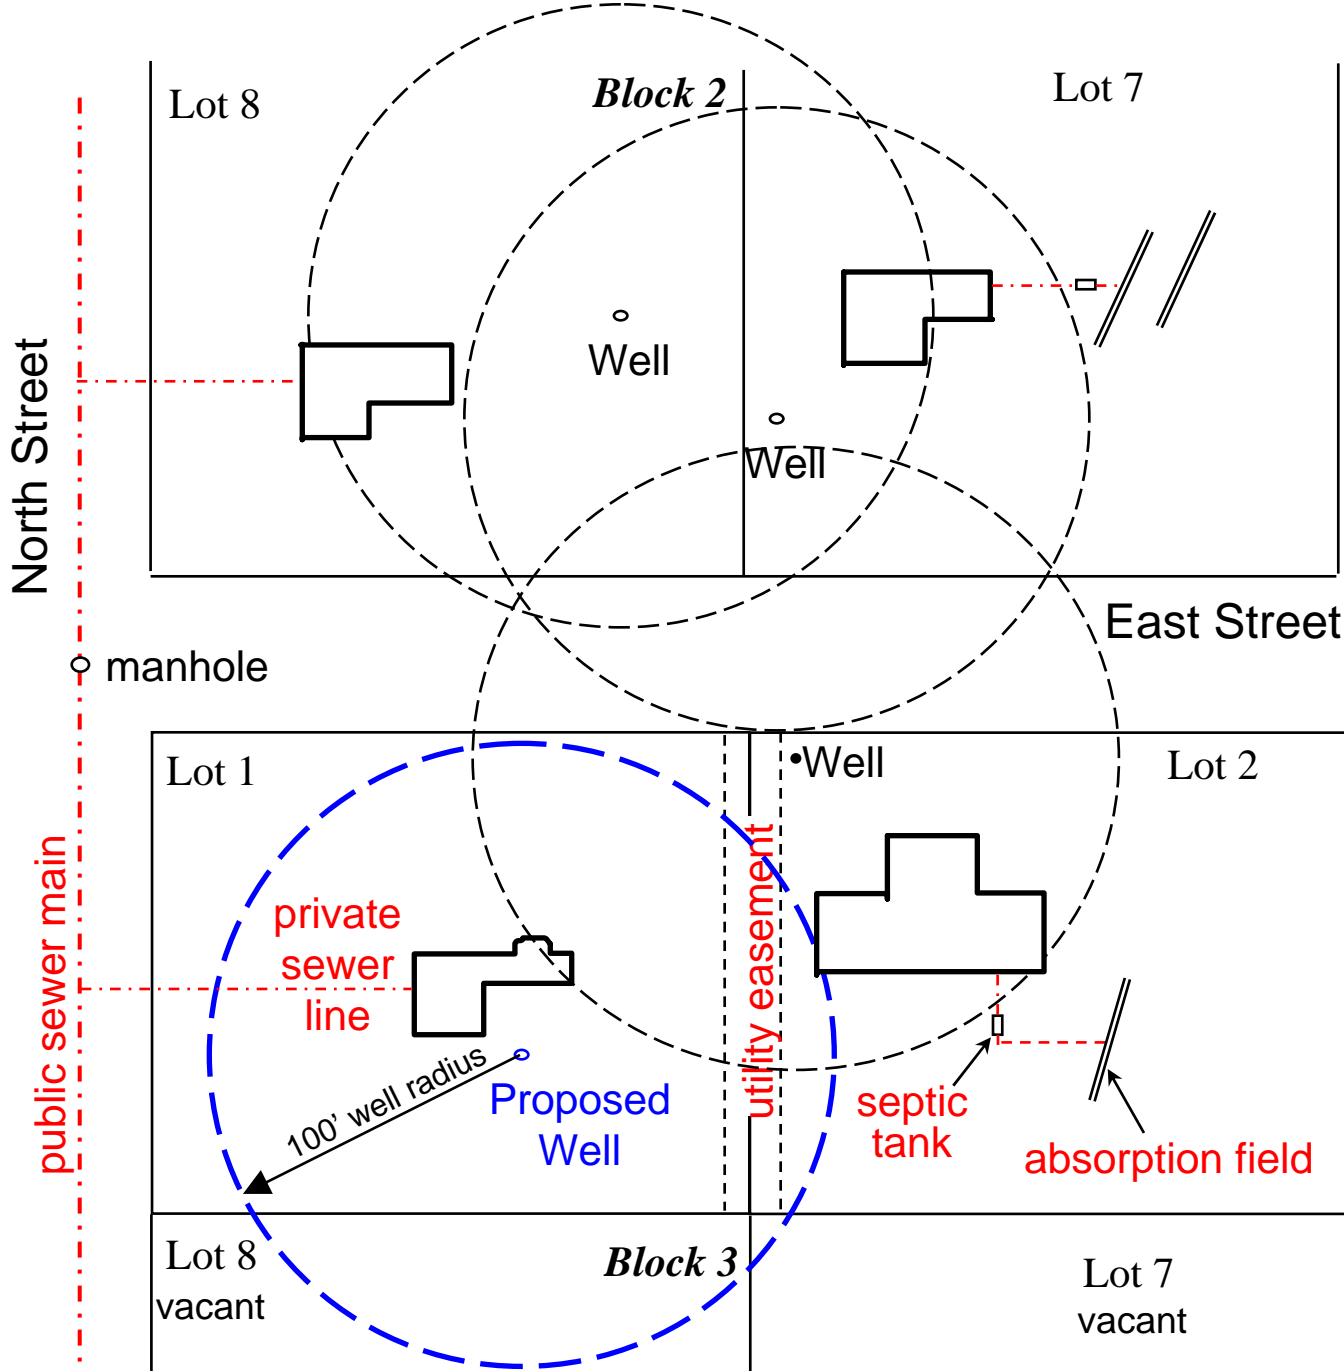 Lot 8
Block 2
Lot 7
North Street
Well
Well
East Street
manhole
Lot 1
Well
Lot 2
public sewer main
private
sewer
line
utility easement
100’ well radius
Proposed
Well
septic
tank
absorption field
Lot 8
vacant
Block 3
Lot 7
vacant